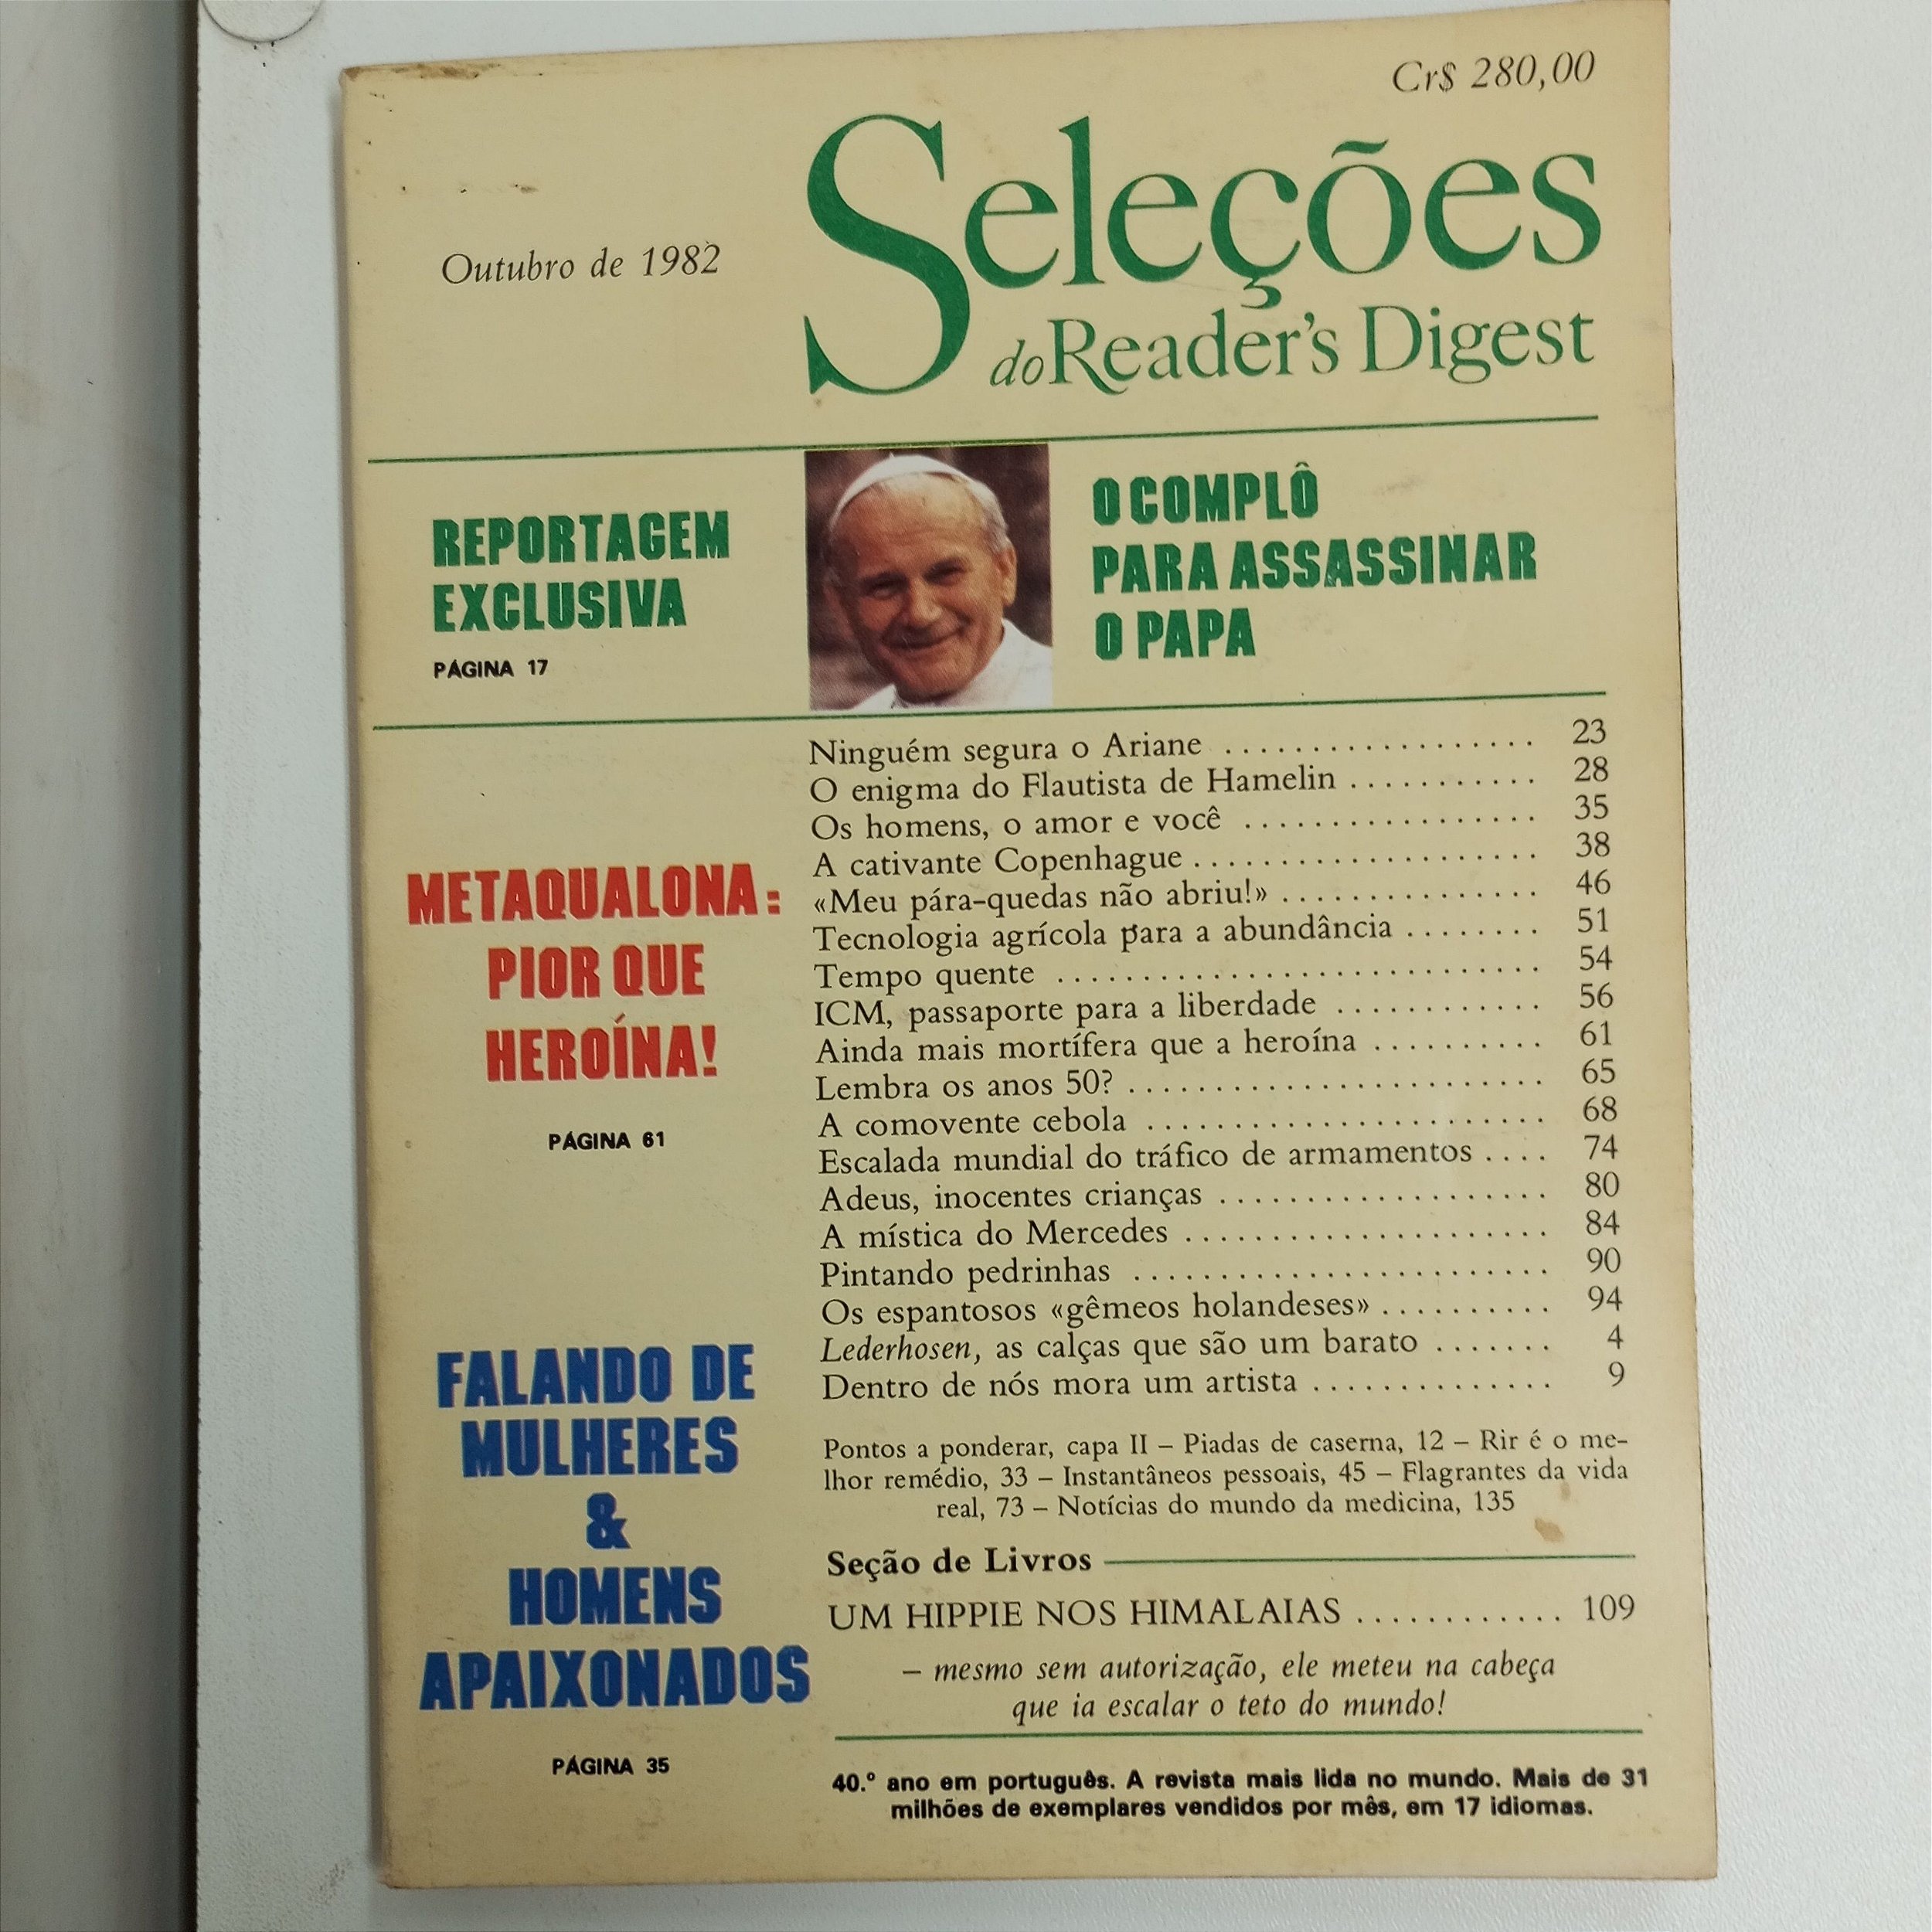 Cr$ 280,00
Outubro de 1982
Seleções
do Reader's Digest
REPORTAGEM
EXCLUSIVA
PÁGINA 17
O COMPLÔ
PARA ASSASSINAR
O PAPA
METAQUALONA:
PIOR QUE
HEROÍNA!
PÁGINA 61
FALANDO DE
MULHERES
&
HOMENS
APAIXONADOS
PÁGINA 35
Ninguém segura o Ariane .................. 23
O enigma do Flautista de Hamelin ........... 28
Os homens, o amor e você ................. 35
A cativante Copenhague .................... 38
«Meu pára-quedas não abriu!» ............... 46
Tecnologia agrícola para a abundância ........ 51
Tempo quente ............................ 54
ICM, passaporte para a liberdade ............ 56
Ainda mais mortífera que a heroína .......... 61
Lembra os anos 50? ........................ 65
A comovente cebola ....................... 68
Escalada mundial do tráfico de armamentos .... 74
Adeus, inocentes crianças ................... 80
A mística do Mercedes ..................... 84
Pintando pedrinhas ........................ 90
Os espantosos «gêmeos holandeses» .......... 94
Lederhosen, as calças que são um barato ....... 4
Dentro de nós mora um artista .............. 9
Pontos a ponderar, capa II – Piadas de caserna, 12 – Rir é o me-
lhor remédio, 33 – Instantâneos pessoais, 45 – Flagrantes da vida
real, 73 – Notícias do mundo da medicina, 135
Seção de Livros
UM HIPPIE NOS HIMALAIAS ............ 109
– mesmo sem autorização, ele meteu na cabeça
que ia escalar o teto do mundo!
40.º ano em português. A revista mais lida no mundo. Mais de 31
milhões de exemplares vendidos por mês, em 17 idiomas.